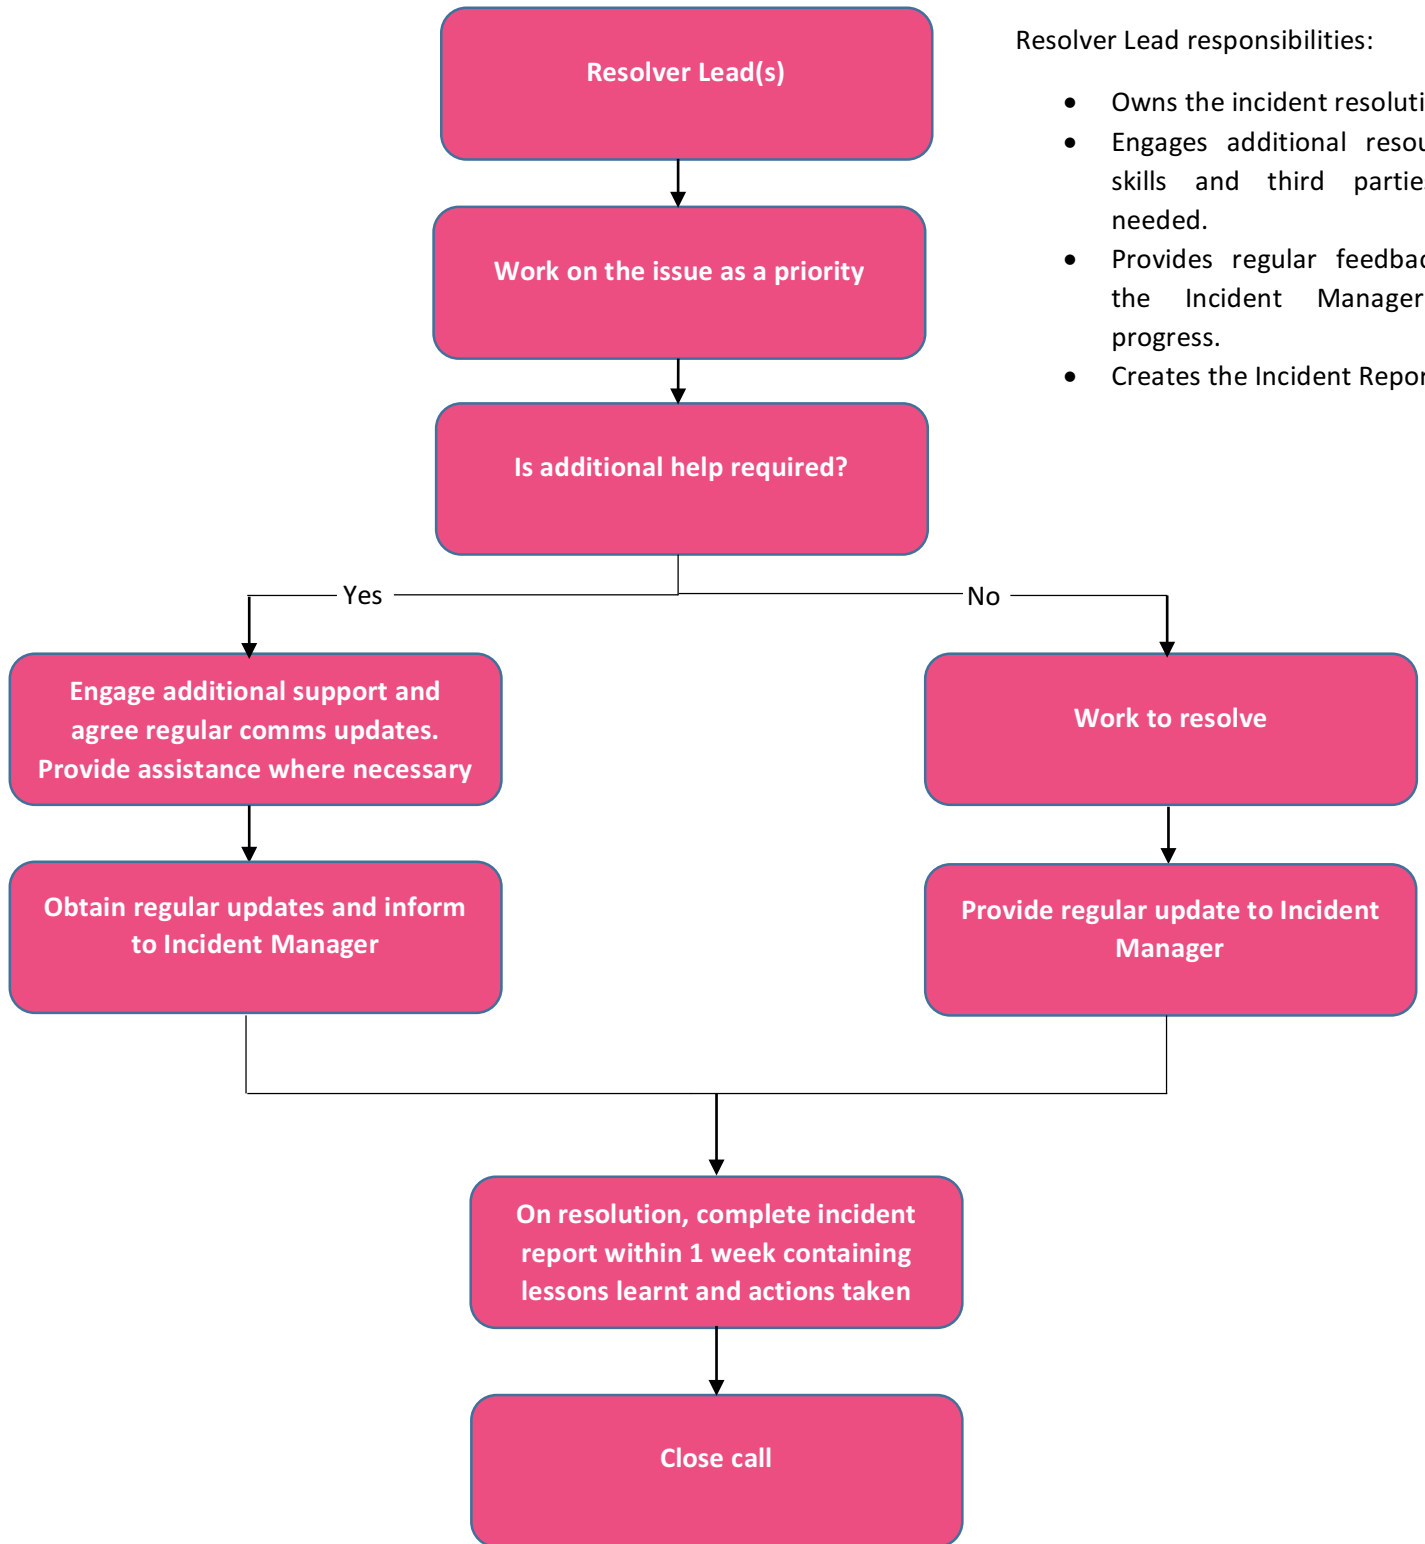 Resolver Lead(s)
Resolver Lead responsibilities:
• Owns the incident
• Engages additional
skills and third
needed.
• Provides regular
the Incident Manager
progress.
• Creates the Incident
Work on the issue as a priority
Is additional help required?
Yes
No
Engage additional support and
agree regular comms updates.
Provide assistance where necessary
Work to resolve
Obtain regular updates and inform
to Incident Manager
Provide regular update to Incident
Manager
On resolution, complete incident
report within 1 week containing
lessons learnt and actions taken
Close call